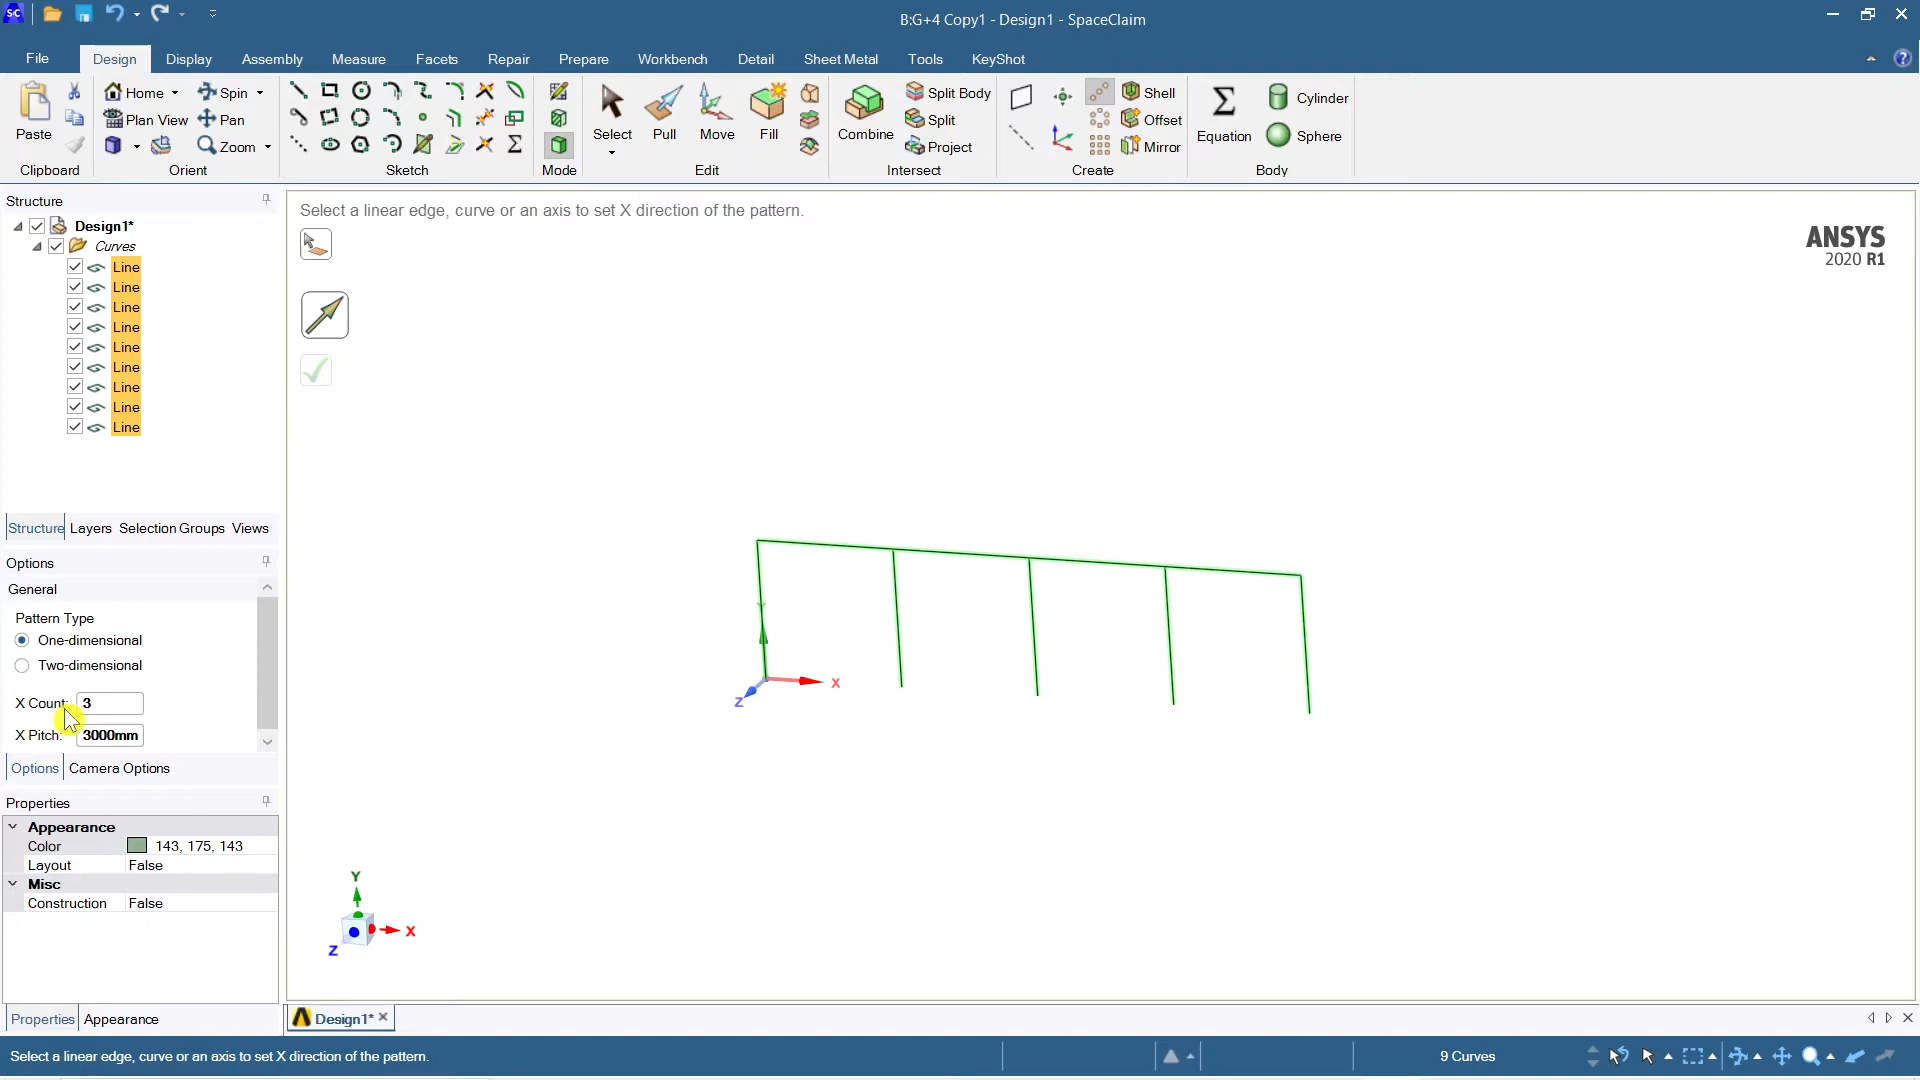 SC
B:G+4 Copy1 - Design1 - SpaceClaim
File Design Display Assembly Measure Facets Repair Prepare Workbench Detail Sheet Metal Tools KeyShot
Home Spin
Plan View Pan
Zoom
Paste
Select Pull Move Fill
Combine
Split Body
Split
Project
Shell
Offset
Mirror
Equation
Cylinder
Sphere
Clipboard Orient Sketch Mode Edit Intersect Create Body
Structure
Design1*
Curves
Line
Line
Line
Line
Line
Line
Line
Line
Line
Structure Layers Selection Groups Views
Options
General
Pattern Type
One-dimensional
Two-dimensional
X Count: 3
X Pitch: 3000mm
Options Camera Options
Properties
Appearance
Color 143, 175, 143
Layout False
Misc
Construction False
Properties Appearance
Select a linear edge, curve or an axis to set X direction of the pattern.
ANSYS
2020 R1
X
Z
Y
X
Z
Design1*
Select a linear edge, curve or an axis to set X direction of the pattern.
9 Curves